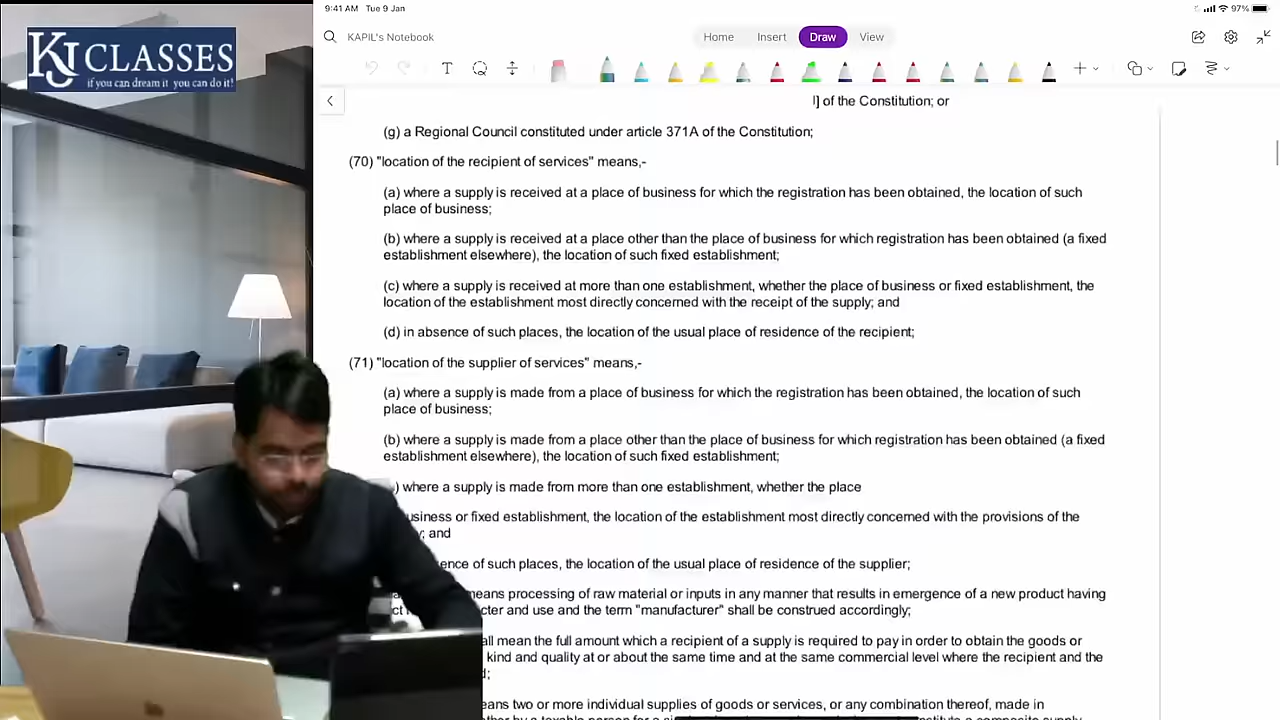 9:41 AM Tue 9 Jan
97%
KJ CLASSES
if you can dream it you can do it!
KAPIL's Notebook
Home Insert Draw View
of the Constitution; or
(g) a Regional Council constituted under article 371A of the Constitution;
(70) "location of the recipient of services" means,-
(a) where a supply is received at a place of business for which the registration has been obtained, the location of such
place of business;
(b) where a supply is received at a place other than the place of business for which registration has been obtained (a fixed
establishment elsewhere), the location of such fixed establishment;
(c) where a supply is received at more than one establishment, whether the place of business or fixed establishment, the
location of the establishment most directly concerned with the receipt of the supply; and
(d) in absence of such places, the location of the usual place of residence of the recipient;
(71) "location of the supplier of services" means,-
(a) where a supply is made from a place of business for which the registration has been obtained, the location of such
place of business;
(b) where a supply is made from a place other than the place of business for which registration has been obtained (a fixed
establishment elsewhere), the location of such fixed establishment;
) where a supply is made from more than one establishment, whether the place
usiness or fixed establishment, the location of the establishment most directly concerned with the provisions of the
; and
ence of such places, the location of the usual place of residence of the supplier;
means processing of raw material or inputs in any manner that results in emergence of a new product having
cter and use and the term "manufacturer" shall be construed accordingly;
all mean the full amount which a recipient of a supply is required to pay in order to obtain the goods or
kind and quality at or about the same time and at the same commercial level where the recipient and the
eans two or more individual supplies of goods or services, or any combination thereof, made in